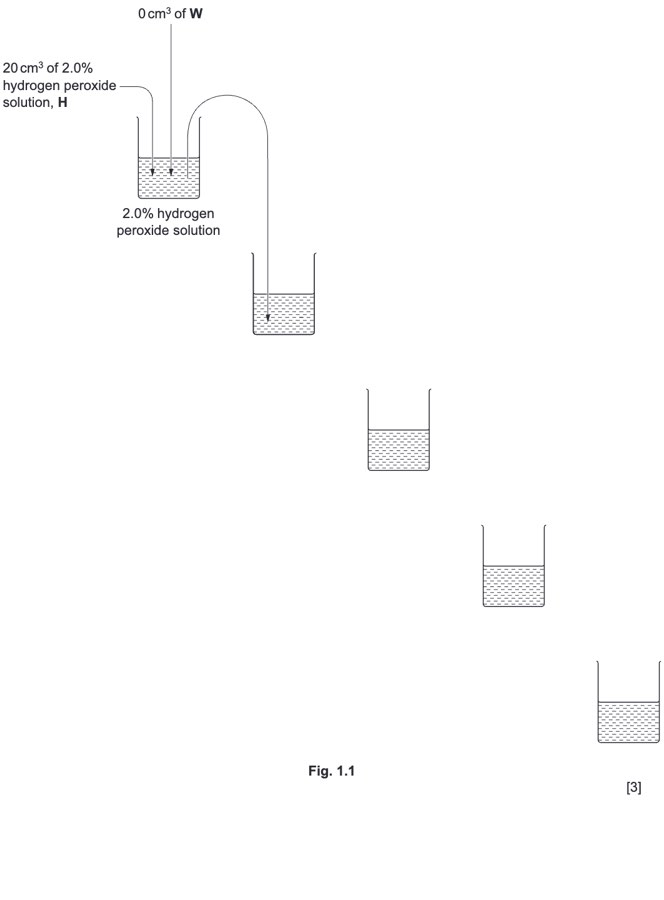 0 cm³ of W
20 cm³ of 2.0%
hydrogen peroxide
solution, H
2.0% hydrogen
peroxide solution
Fig. 1.1
[3]